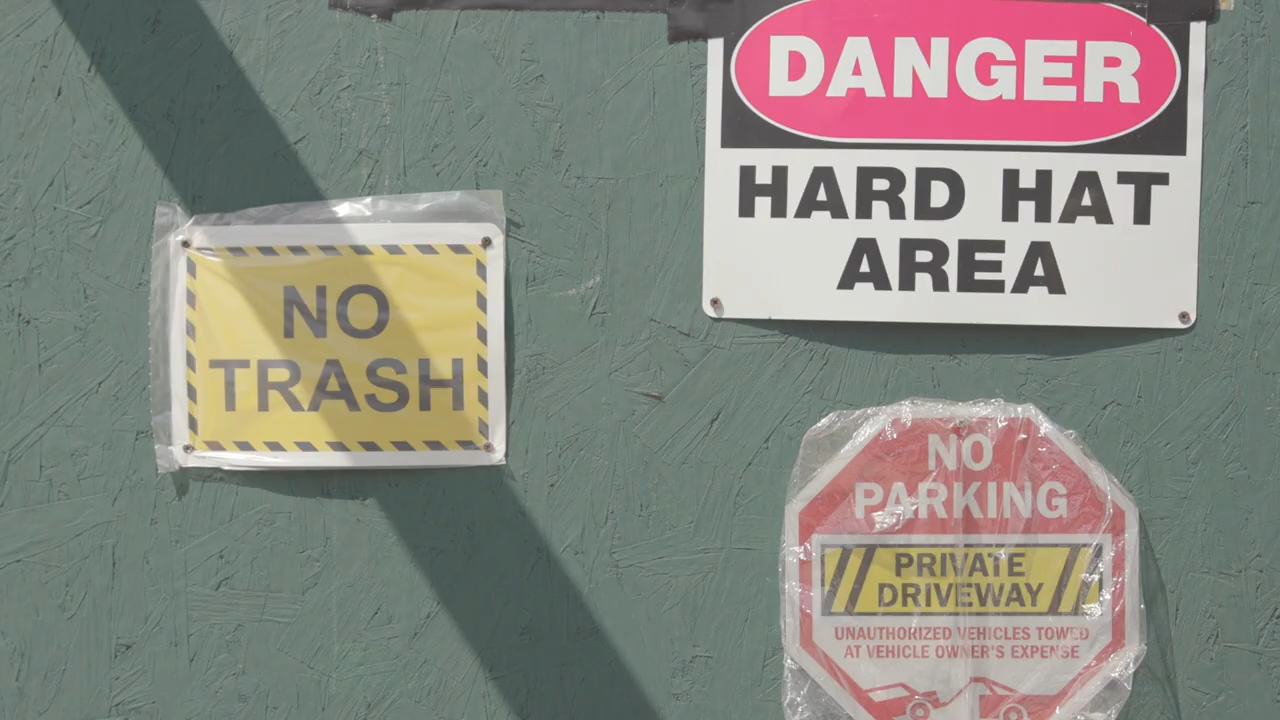 DANGER
HARD HAT
AREA
NO
TRASH
NO
PARKING
PRIVATE
DRIVEWAY
UNAUTHORIZED VEHICLES TOWED
AT VEHICLE OWNER'S EXPENSE